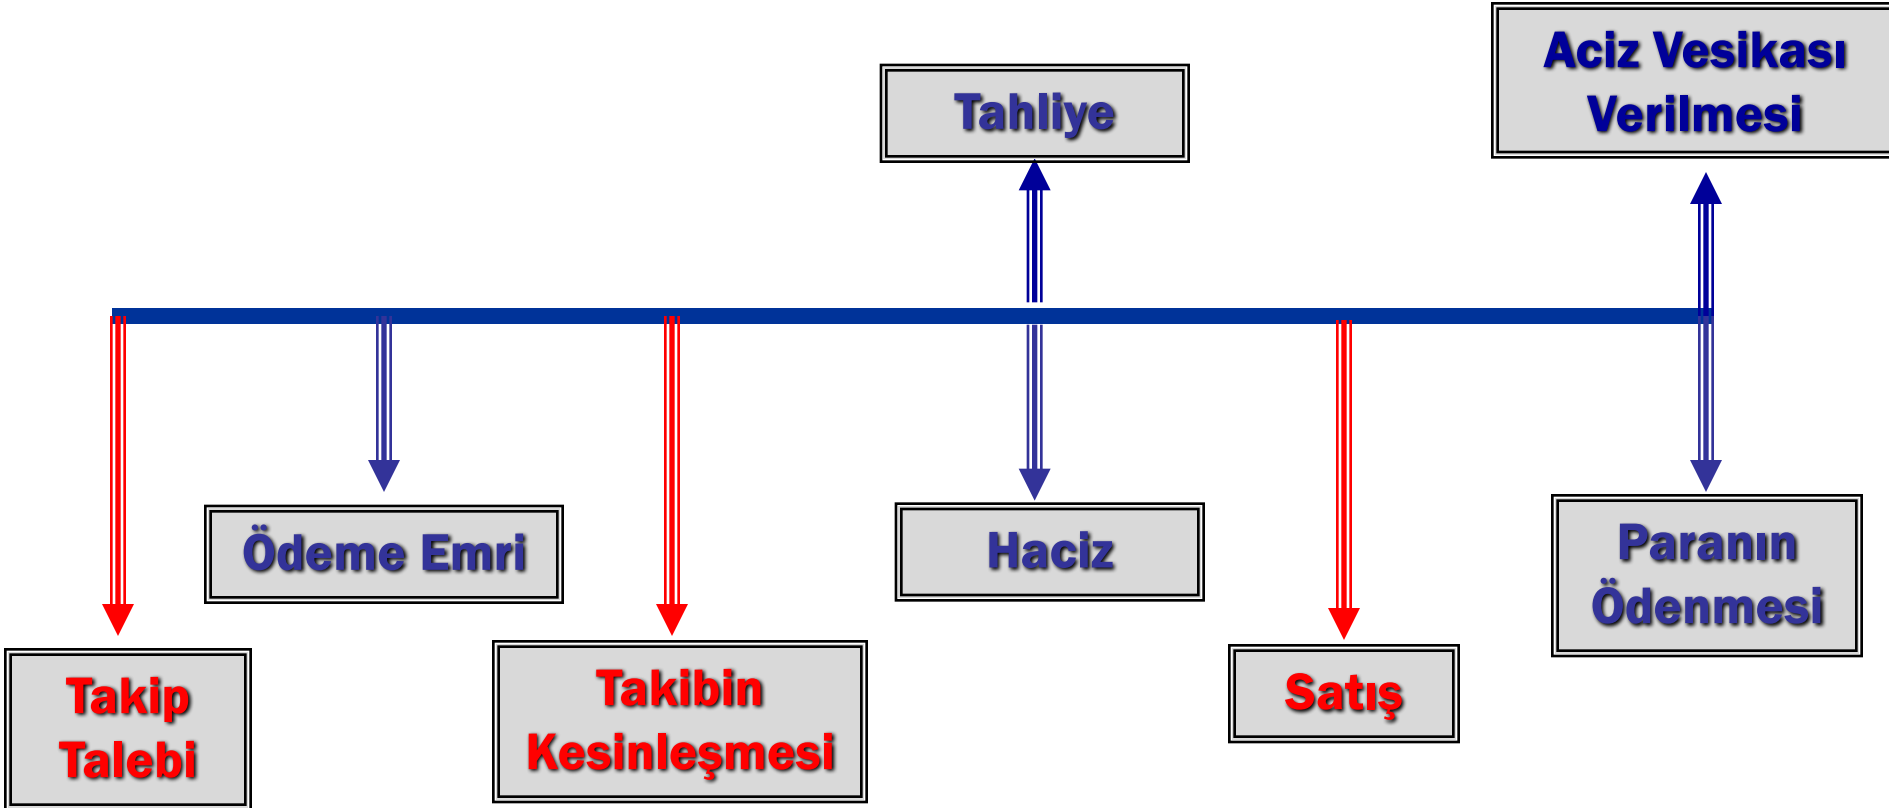 Aciz Vesikası
Verilmesi
Tahliye
Ödeme Emri
Haciz
Paranın
Ödenmesi
Takip
Talebi
Takibin
Kesinleşmesi
Satış